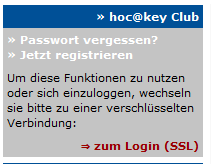 » hoc@key Club
» Passwort vergessen?
» Jetzt registrieren
Um diese Funktionen zu nutzen
oder sich einzuloggen, wechseln
sie bitte zu einer verschlüsselten
Verbindung:
⇒ zum Login (SSL)